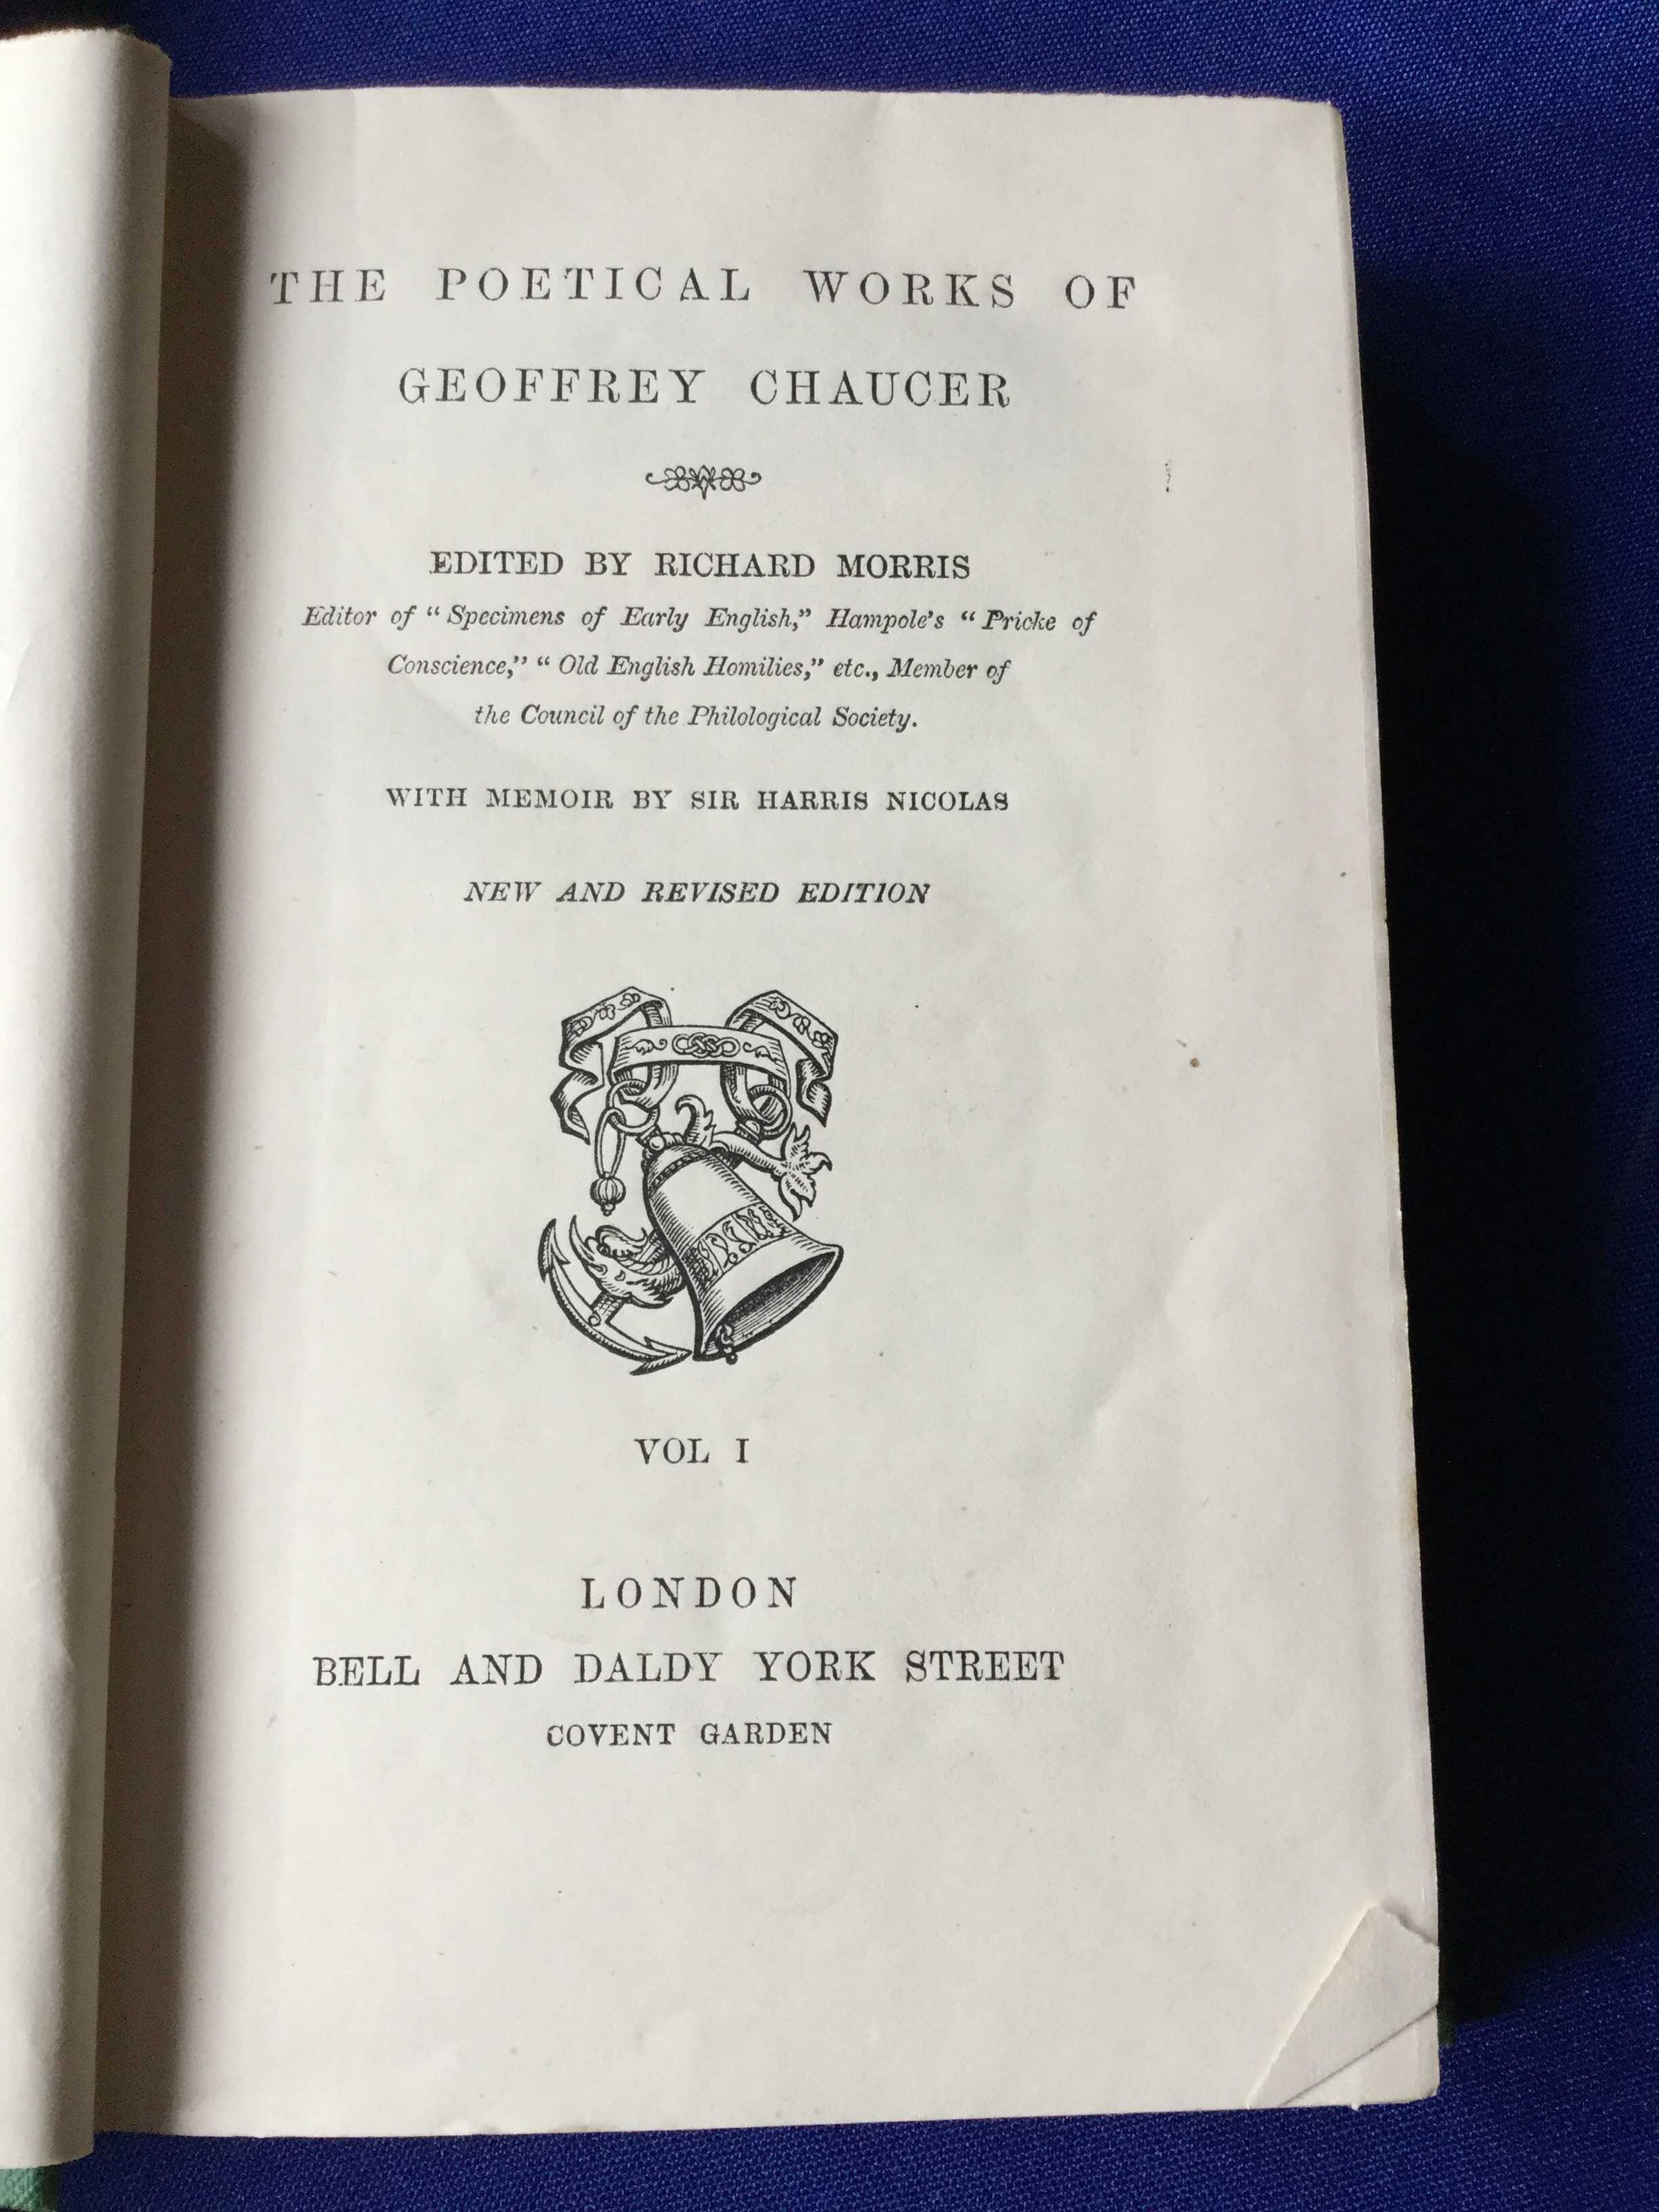 THE POETICAL WORKS OF
GEOFFREY CHAUCER
EDITED BY RICHARD MORRIS
Editor of “Specimens of Early English,” Hampole's “Pricke of
Conscience,” “Old English Homilies,” etc., Member of
the Council of the Philological Society.
WITH MEMOIR BY SIR HARRIS NICOLAS
NEW AND REVISED EDITION
VOL I
LONDON
BELL AND DALDY YORK STREET
COVENT GARDEN